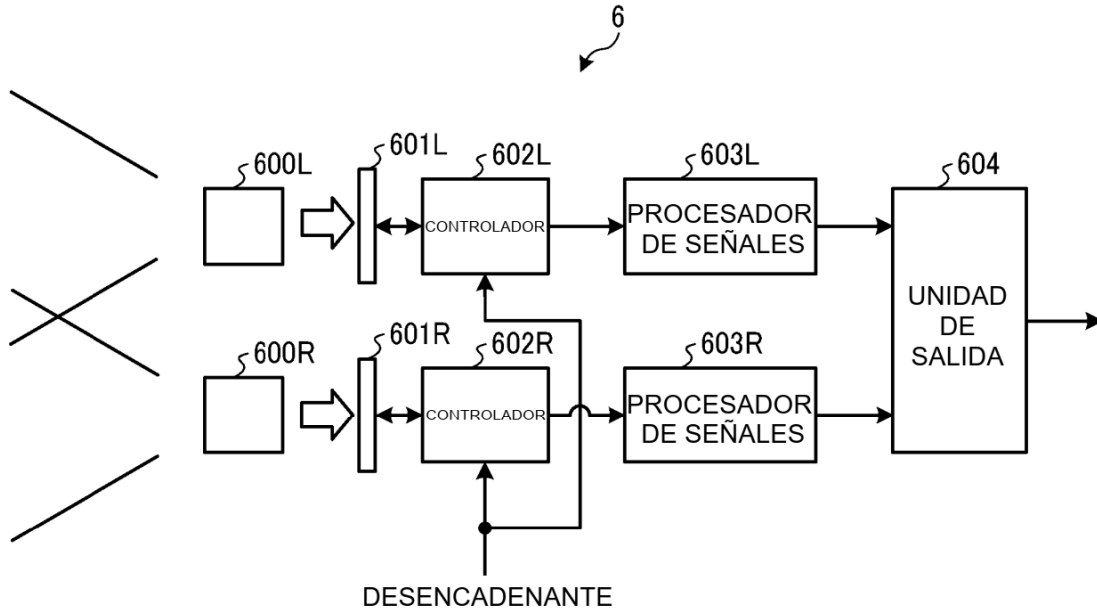 6
600L
601L
602L
603L
604
CONTROLADOR
PROCESADOR
DE SEÑALES
UNIDAD
DE
SALIDA
600R
601R
602R
603R
CONTROLADOR
PROCESADOR
DE SEÑALES
DESENCADENANTE